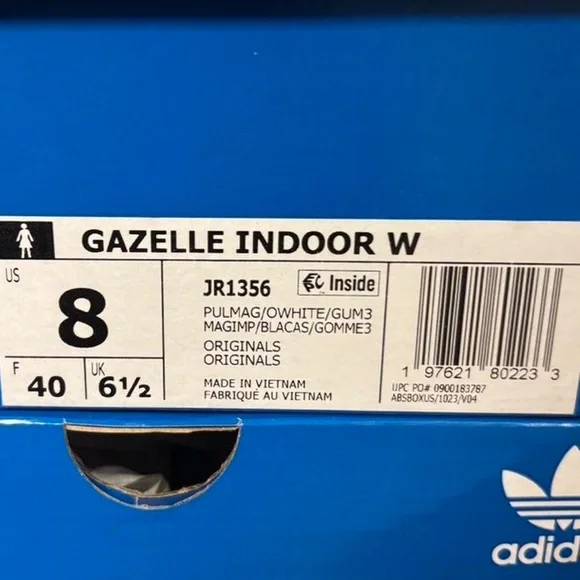 GAZELLE INDOOR W
US
8
F
40
UK
6½
JR1356
Inside
PULMAG/OWHITE/GUM3
MAGIMP/BLACAS/GOMME3
ORIGINALS
ORIGINALS
MADE IN VIETNAM
FABRIQUÉ AU VIETNAM
1 97621 80223 3
UPC PO# 0900183787
ABSBOXUS/1023/V04
adid